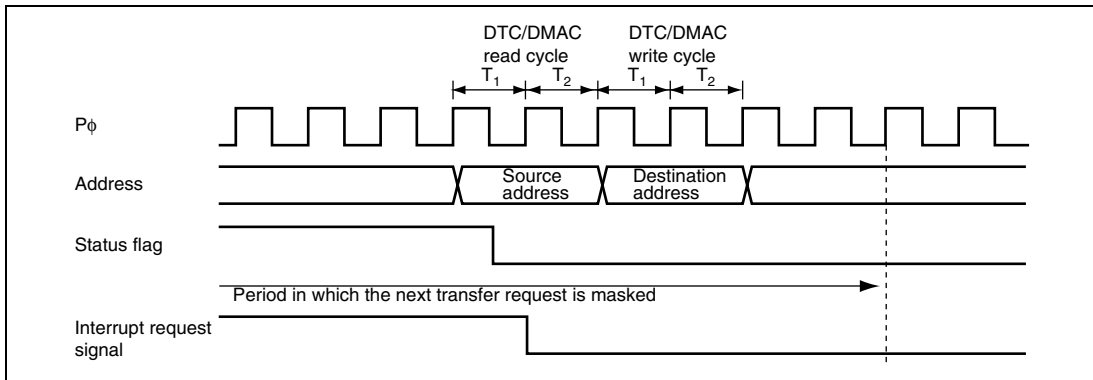 DTC/DMAC
read cycle
DTC/DMAC
write cycle
T1
T2
T1
T2
Pϕ
Address
Source
address
Destination
address
Status flag
Period in which the next transfer request is masked
Interrupt request
signal